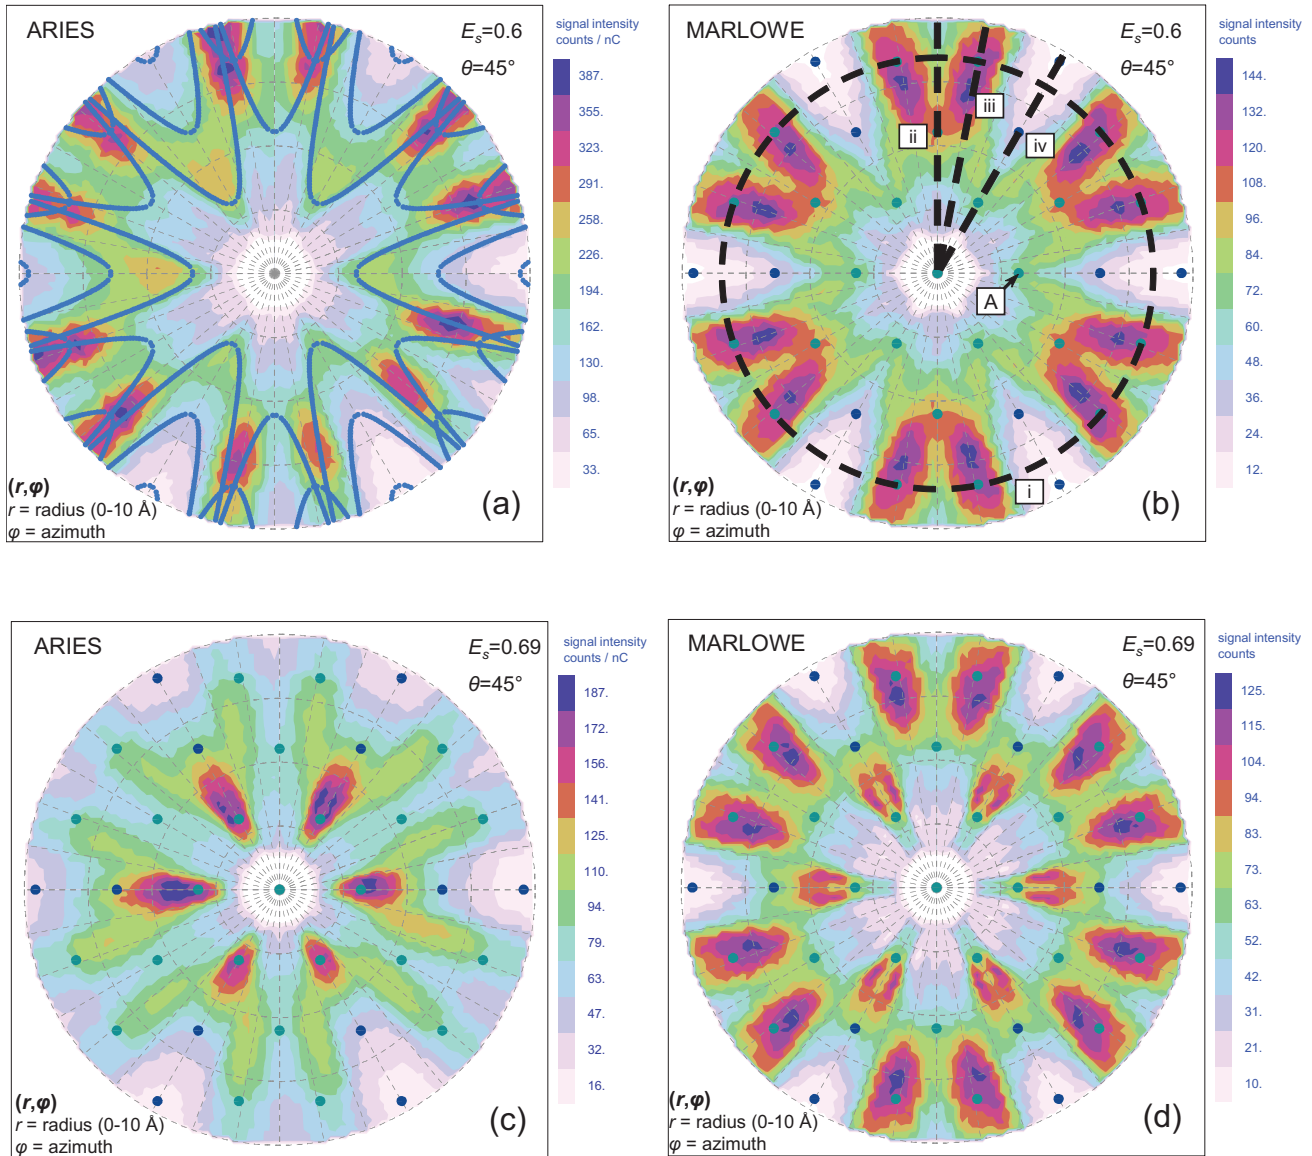 ARIES
E_s=0.6
θ=45°
signal intensity
counts / nC
387.
355.
323.
291.
258.
226.
194.
162.
130.
98.
65.
33.
(r,φ)
r = radius (0-10 Å)
φ = azimuth
(a)
MARLOWE
E_s=0.6
θ=45°
signal intensity
counts
144.
132.
120.
108.
96.
84.
72.
60.
48.
36.
24.
12.
iii
ii
iv
A
i
(r,φ)
r = radius (0-10 Å)
φ = azimuth
(b)
ARIES
E_s=0.69
θ=45°
signal intensity
counts / nC
187.
172.
156.
141.
125.
110.
94.
79.
63.
47.
32.
16.
(r,φ)
r = radius (0-10 Å)
φ = azimuth
(c)
MARLOWE
E_s=0.69
θ=45°
signal intensity
counts
125.
115.
104.
94.
83.
73.
63.
52.
42.
31.
21.
10.
(r,φ)
r = radius (0-10 Å)
φ = azimuth
(d)